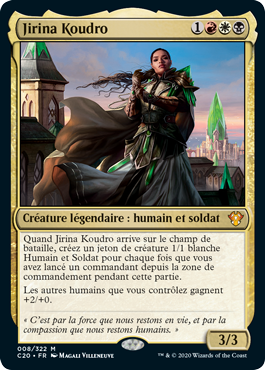 Jirina Koudro
1
Créature légendaire : humain et soldat
Quand Jirina Koudro arrive sur le champ de
bataille, créez un jeton de créature 1/1 blanche
Humain et Soldat pour chaque fois que vous
avez lancé un commandant depuis la zone de
commandement pendant cette partie.
Les autres humains que vous contrôlez gagnent
+2/+0.
« C'est par la force que nous restons en vie, et par la
compassion que nous restons humains. »
3/3
008/322 M
C20 • FR Magali Villeneuve
™ & © 2020 Wizards of the Coast